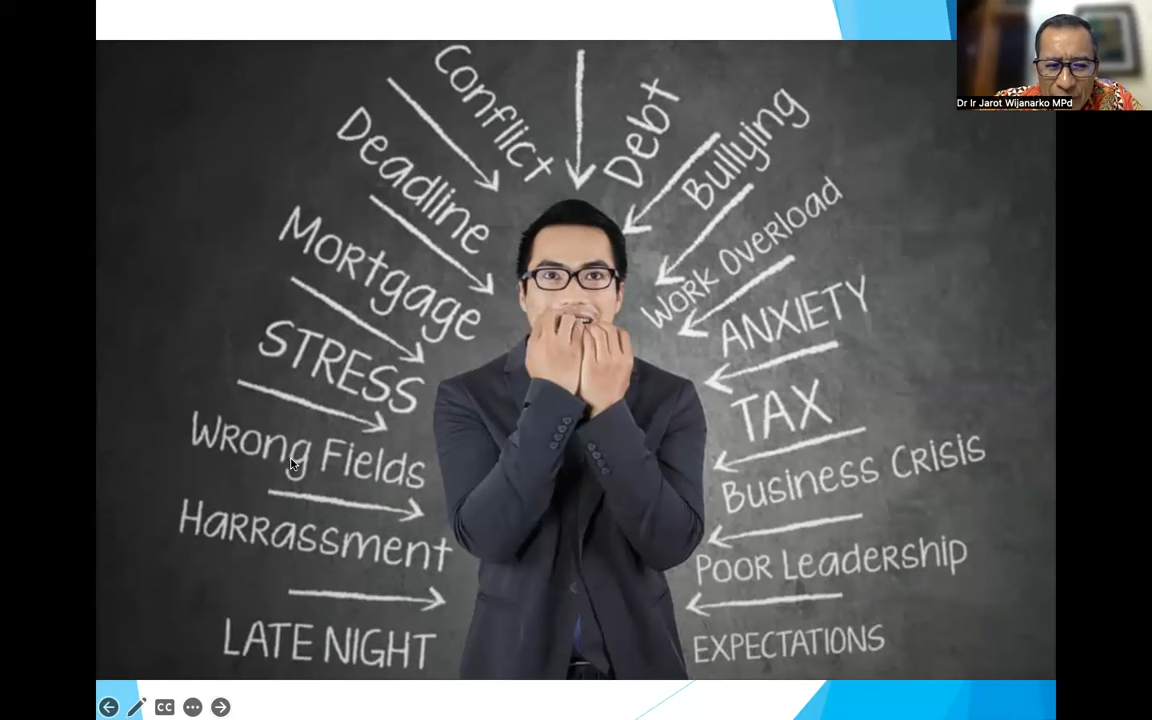 Dr Ir Jarot Wijanarko MPd
Conflict
Debt
Deadline
Bullying
Mortgage
WORK OVERLOAD
STRESS
ANXIETY
Wrong Fields
TAX
Harrassment
Business Crisis
LATE NIGHT
POOR Leadership
EXPECTATIONS
CC